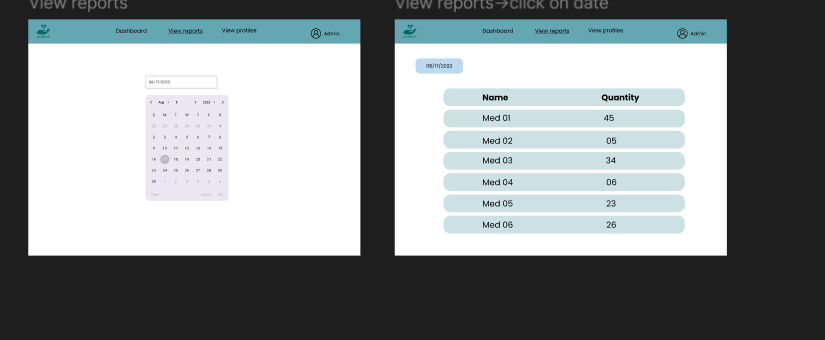 View reports
Dashboard View reports View profiles Admin
08/17/2023
Aug 2023
S M T W T F S
26 27 28 29 30 31 1
2 3 4 5 6 7 8
9 10 11 12 13 14 15
16 17 18 19 20 21 22
23 24 25 26 27 28 29
30 1 2 3 4 5 6
View reports→click on date
Dashboard View reports View profiles Admin
08/17/2023
Name Quantity
Med 01 45
Med 02 05
Med 03 34
Med 04 06
Med 05 23
Med 06 26